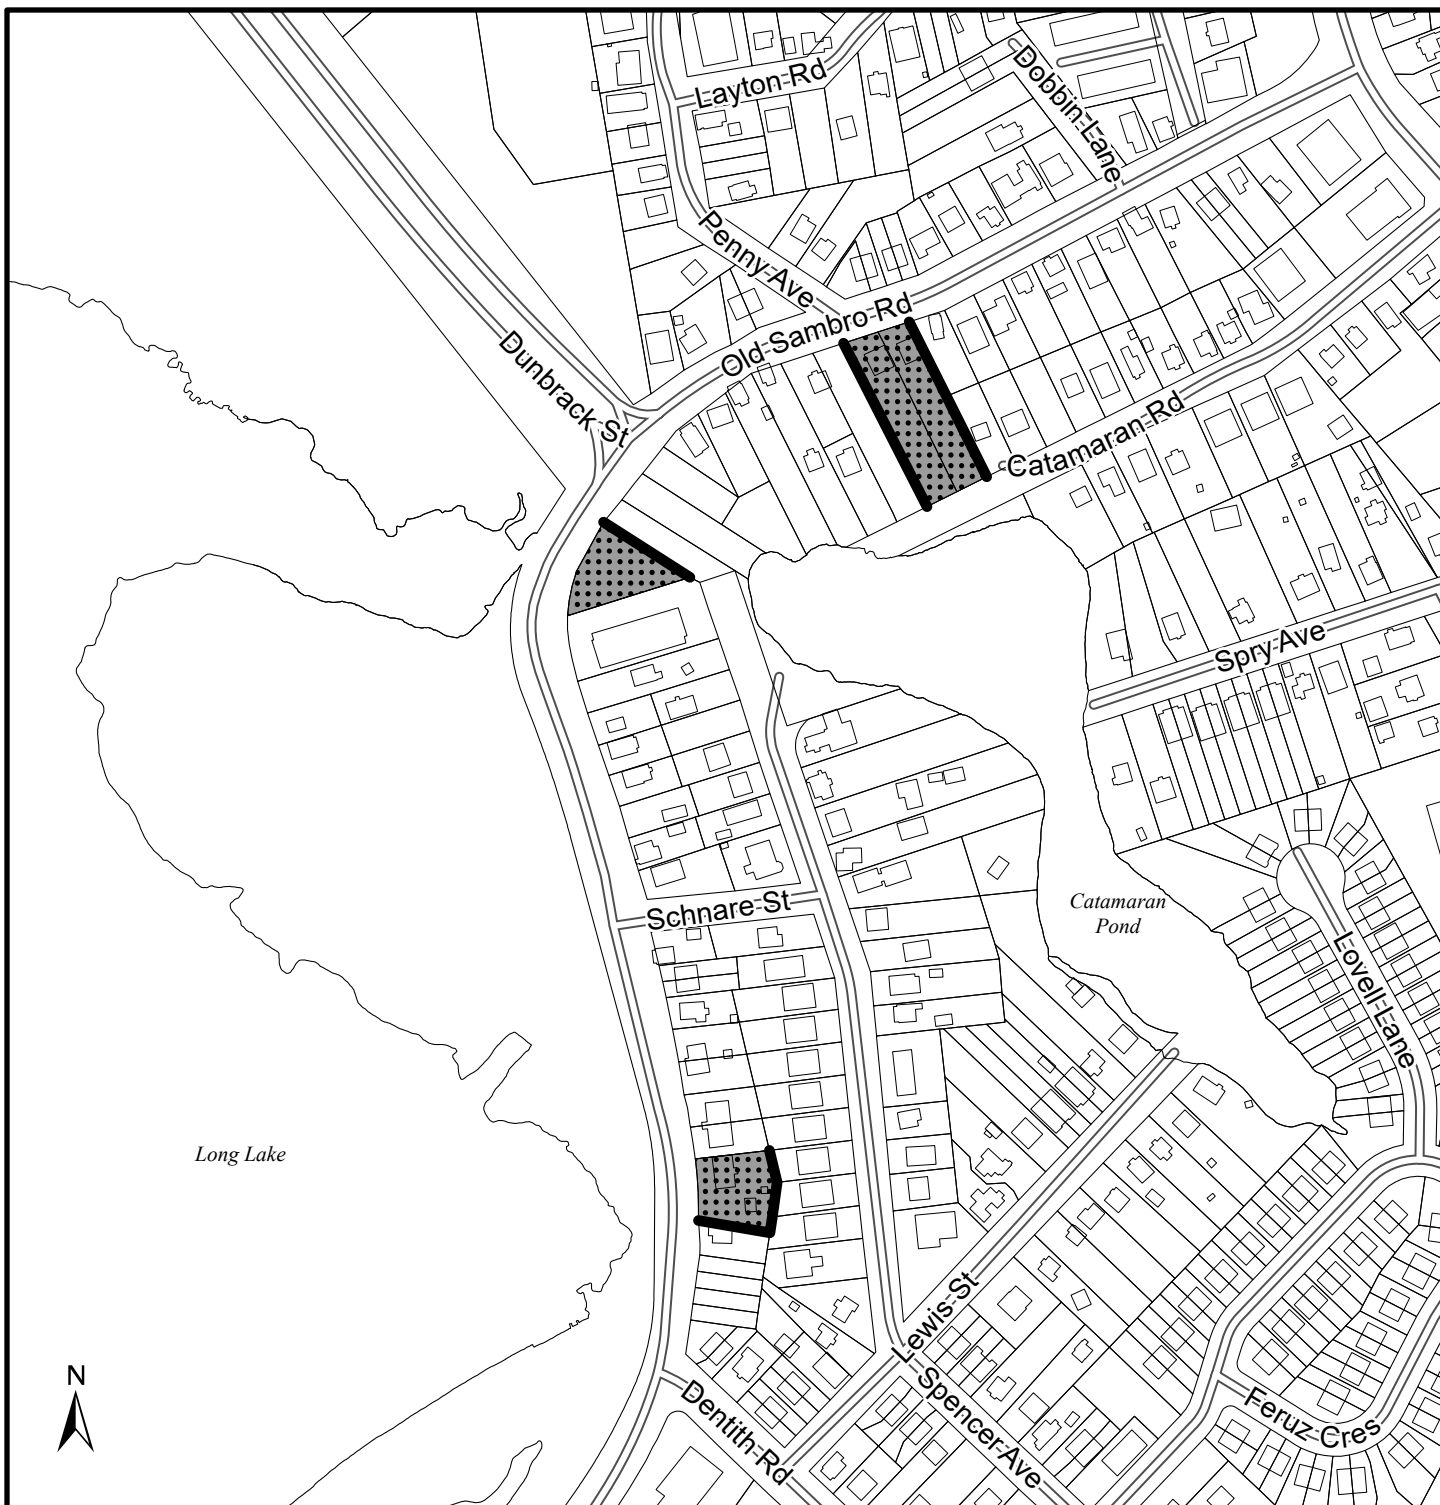 Layton Rd
Dobbin Lane
Penny Ave
Old Sambro Rd
Dunbrack St
Catamaran Rd
Spry Ave
Schnare St
Catamaran
Pond
Lovell Lane
Long Lake
Lewis St
N
Dentith Rd
Spencer Ave
Feruz Cres